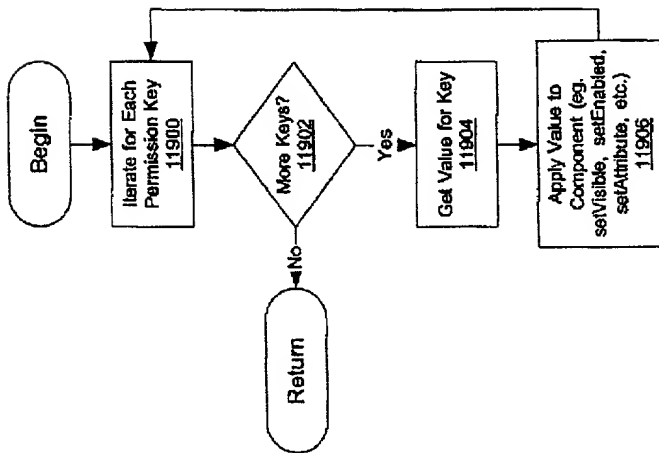 Begin
Iterate for Each
Permission Key
11900
More Keys?
11902
No
Return
Yes
Get Value for Key
11904
Apply Value to
Component (eg.
setVisible, setEnabled,
setAttribute, etc.)
11906